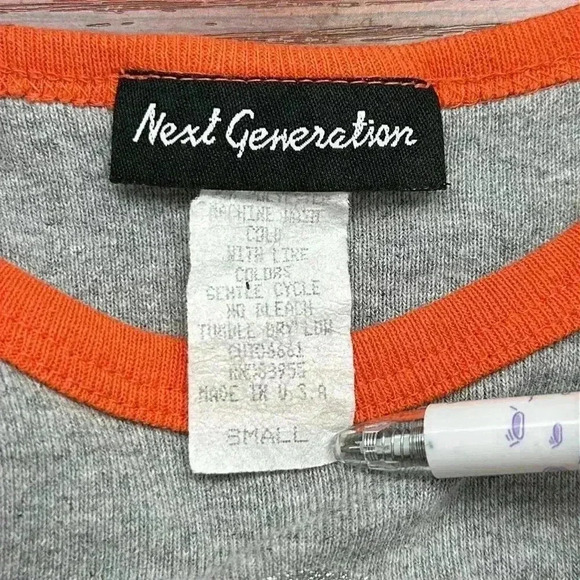 Next Generation
MACHINE WASH
COLD
WITH LIKE
COLORS
GENTLE CYCLE
NO BLEACH
TUMBLE DRY LOW
MADE IN U.S.A
SMALL